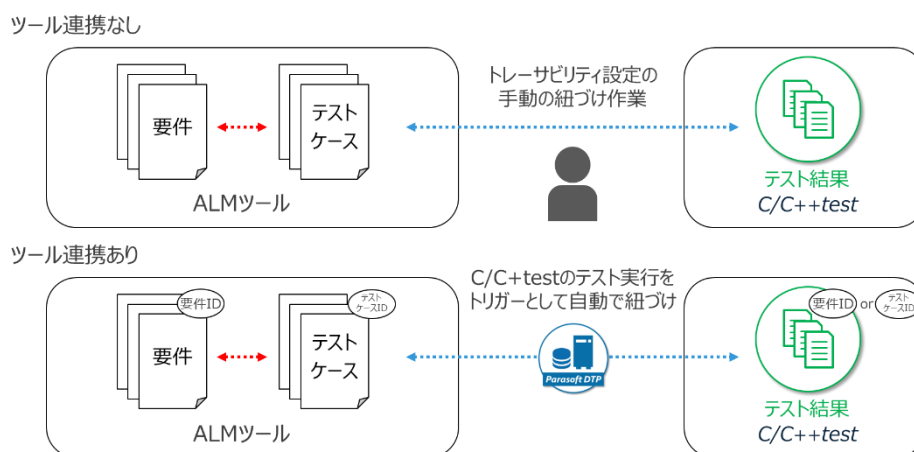 ツール連携なし
トレーサビリティ設定の
手動の紐づけ作業
要件
テスト
ケース
ALMツール
テスト結果
C/C++test
ツール連携あり
C/C+testのテスト実行を
トリガーとして自動で紐づけ
要件ID
テスト
ケースID
要件
テスト
ケース
ALMツール
Parasoft DTP
要件ID or テスト
ケースID
テスト結果
C/C++test